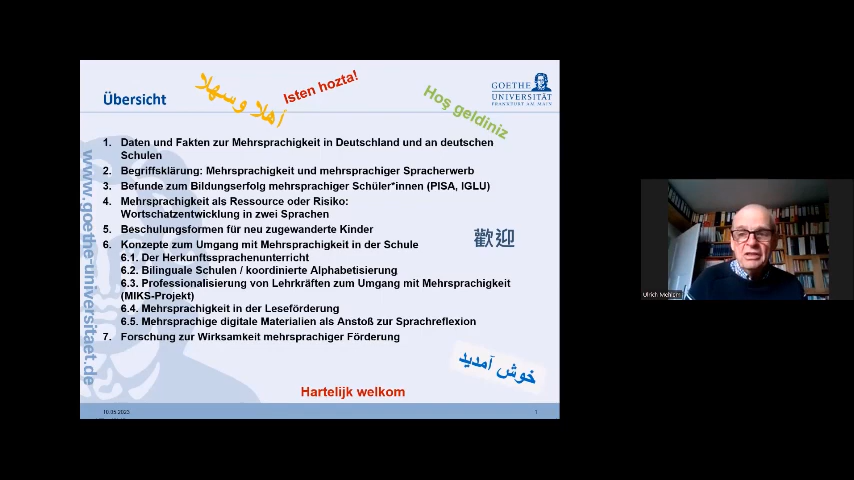 Übersicht
أهلا وسهلا
Isten hozta!
Hoş geldiniz
GOETHE
UNIVERSITÄT
FRANKFURT AM MAIN
www.goethe-universitaet.de
1. Daten und Fakten zur Mehrsprachigkeit in Deutschland und an deutschen
Schulen
2. Begriffsklärung: Mehrsprachigkeit und mehrsprachiger Spracherwerb
3. Befunde zum Bildungserfolg mehrsprachiger Schüler*innen (PISA, IGLU)
4. Mehrsprachigkeit als Ressource oder Risiko:
Wortschatzentwicklung in zwei Sprachen
5. Beschulungsformen für neu zugewanderte Kinder
6. Konzepte zum Umgang mit Mehrsprachigkeit in der Schule
歡迎
6.1. Der Herkunftssprachenunterricht
6.2. Bilinguale Schulen / koordinierte Alphabetisierung
6.3. Professionalisierung von Lehrkräften zum Umgang mit Mehrsprachigkeit
(MIKS-Projekt)
6.4. Mehrsprachigkeit in der Leseförderung
6.5. Mehrsprachige digitale Materialien als Anstoß zur Sprachreflexion
7. Forschung zur Wirksamkeit mehrsprachiger Förderung
خوش آمدید
Hartelijk welkom
10.05.2023
1
Ulrich Mehlem